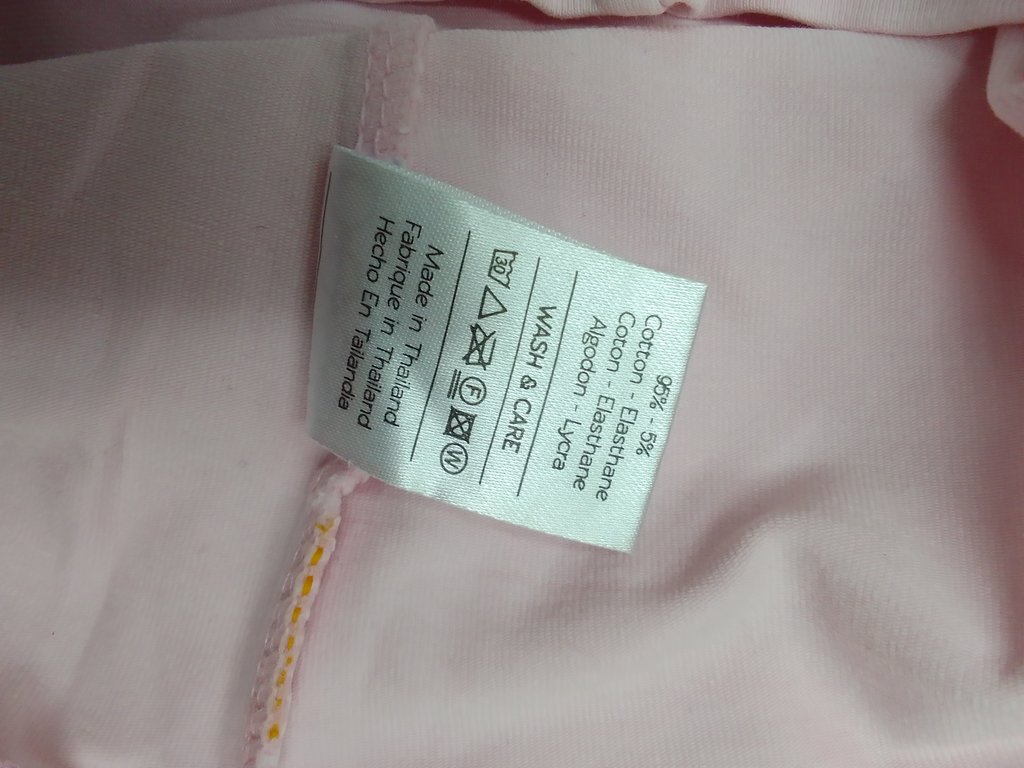 95% - 5%
Cotton - Elasthane
Coton - Elasthane
Algodon - Lycra
WASH & CARE
30 F W
Made in Thailand
Fabrique in Thailand
Hecho En Tailandia